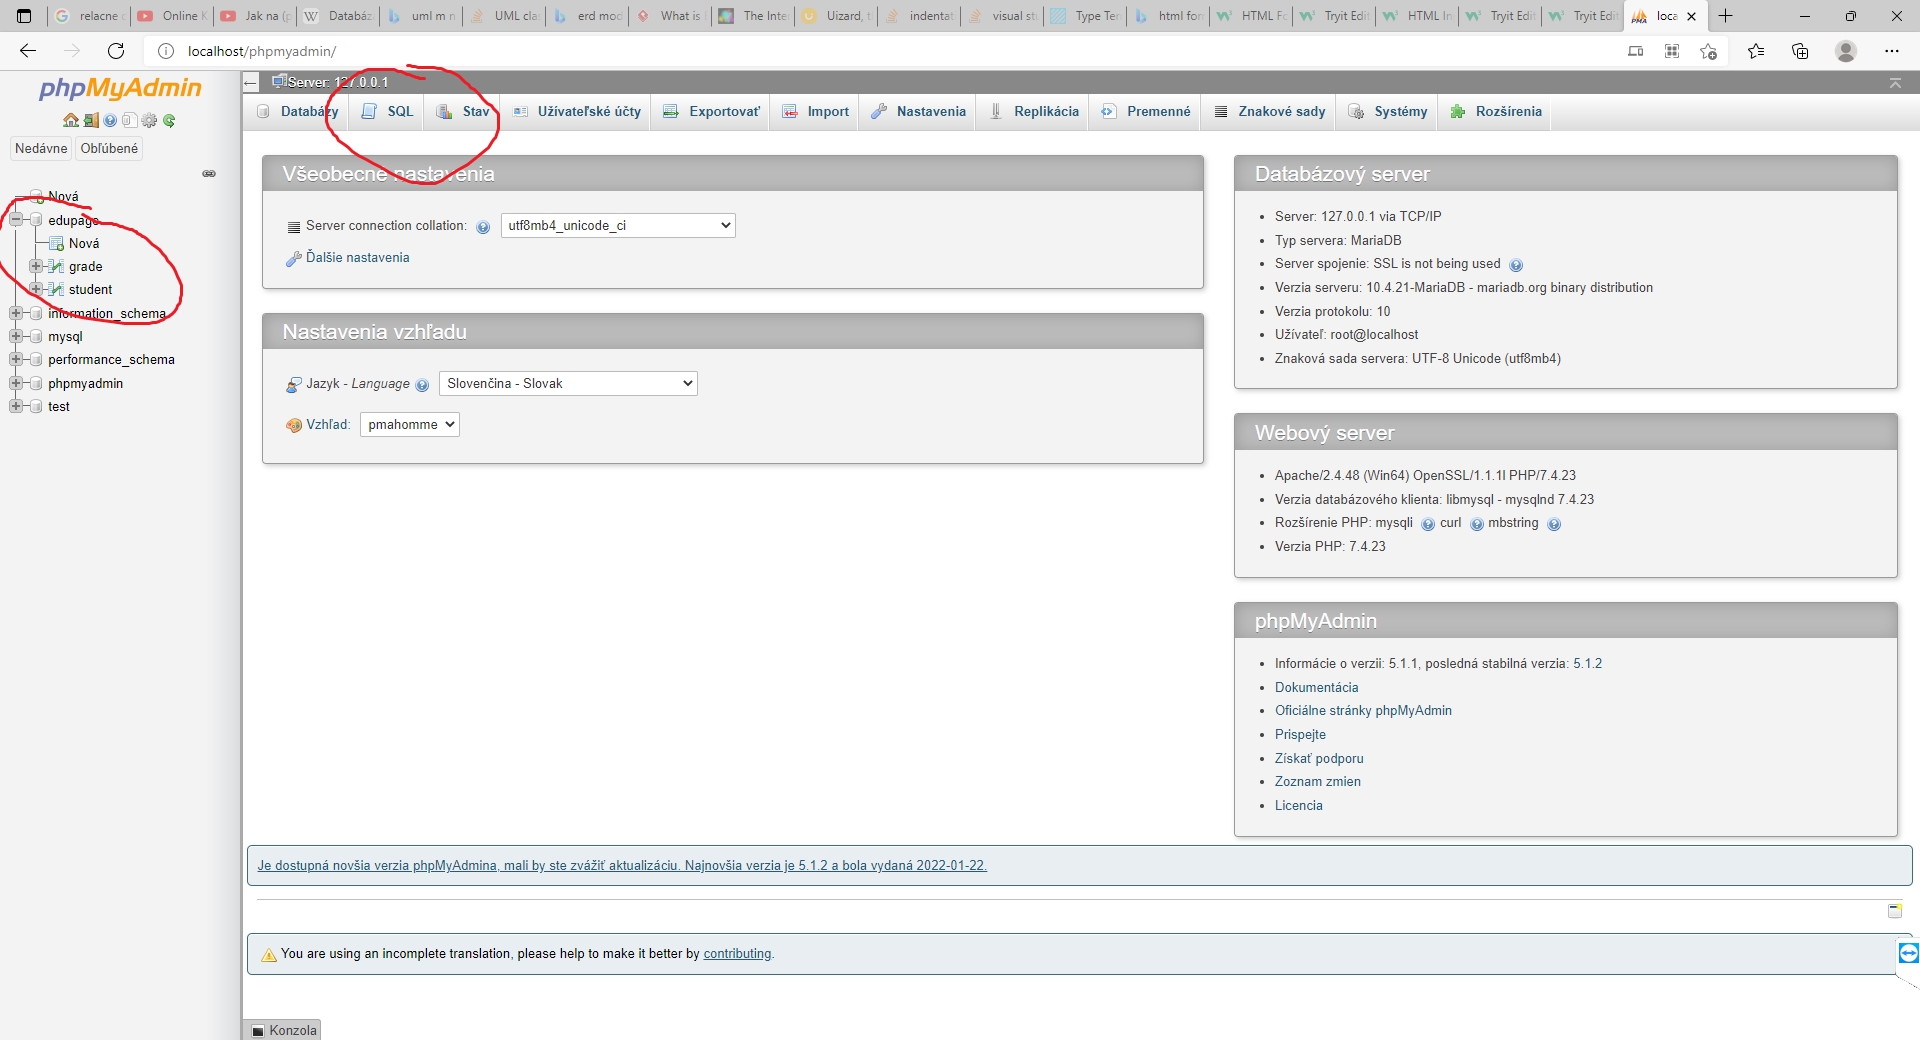 relacne d
Online K
Jak na (p
Databáz
uml m n
UML clas
erd mod
What is
The Inte
Uizard, t
indentat
visual stu
Type Ter
html for
HTML Fo
Tryit Edit
HTML In
Tryit Edit
Tryit Edit
loca
localhost/phpmyadmin/
phpMyAdmin
Nedávne
Obľúbené
Nová
edupage
Nová
grade
student
information_schema
mysql
performance_schema
phpmyadmin
test
Server: 127.0.0.1
Databázy
SQL
Stav
Užívateľské účty
Exportovať
Import
Nastavenia
Replikácia
Premenné
Znakové sady
Systémy
Rozšírenia
Všeobecné nastavenia
Server connection collation:
utf8mb4_unicode_ci
Ďalšie nastavenia
Nastavenia vzhľadu
Jazyk - Language
Slovenčina - Slovak
Vzhľad:
pmahomme
Databázový server
Server: 127.0.0.1 via TCP/IP
Typ servera: MariaDB
Server spojenie: SSL is not being used
Verzia serveru: 10.4.21-MariaDB - mariadb.org binary distribution
Verzia protokolu: 10
Užívateľ: root@localhost
Znaková sada servera: UTF-8 Unicode (utf8mb4)
Webový server
Apache/2.4.48 (Win64) OpenSSL/1.1.1l PHP/7.4.23
Verzia databázového klienta: libmysql - mysqlnd 7.4.23
Rozšírenie PHP: mysqli curl mbstring
Verzia PHP: 7.4.23
phpMyAdmin
Informácie o verzii: 5.1.1, posledná stabilná verzia: 5.1.2
Dokumentácia
Oficiálne stránky phpMyAdmin
Prispejte
Získať podporu
Zoznam zmien
Licencia
Je dostupná novšia verzia phpMyAdmina, mali by ste zvážiť aktualizáciu. Najnovšia verzia je 5.1.2 a bola vydaná 2022-01-22.
You are using an incomplete translation, please help to make it better by contributing.
Konzola